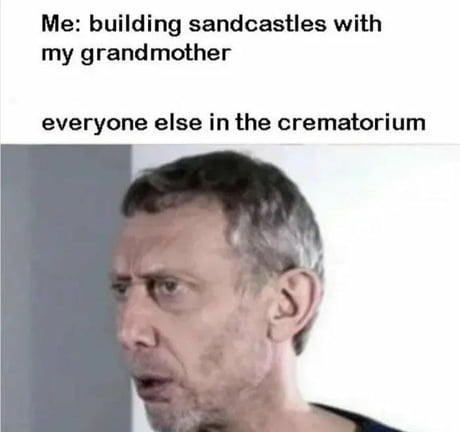 Me: building sandcastles with
my grandmother
everyone else in the crematorium